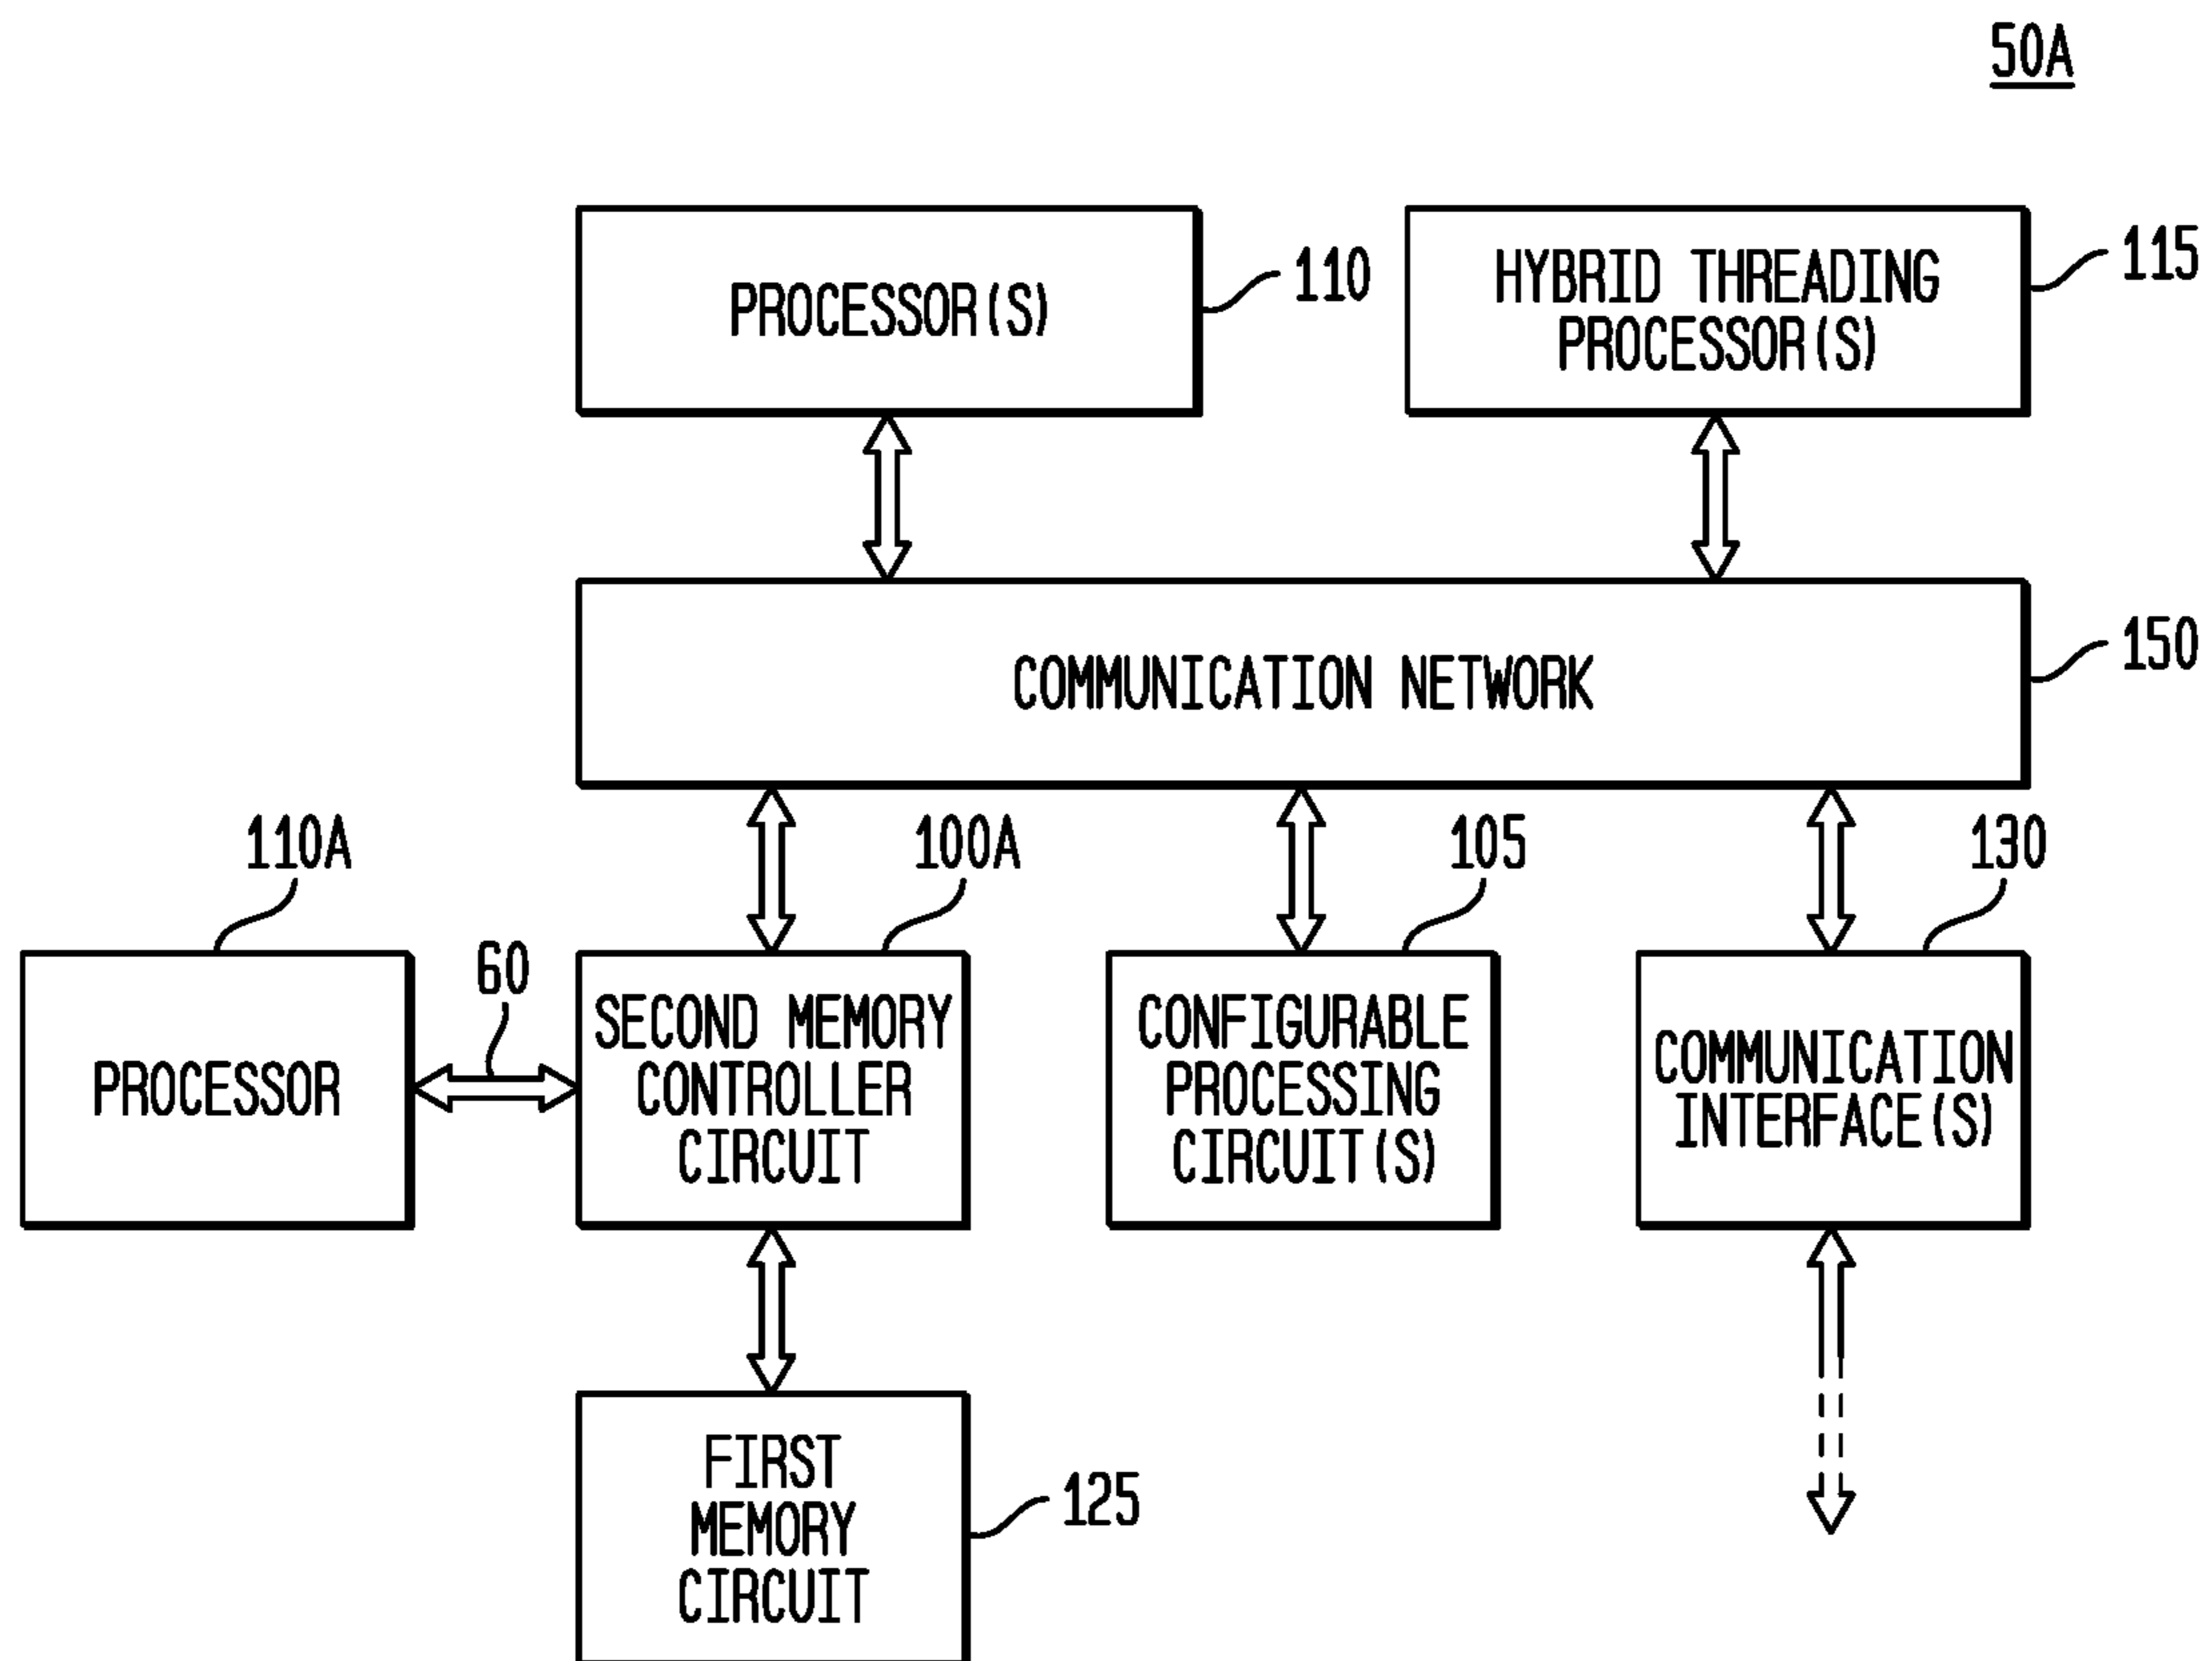 50A
PROCESSOR(S)
110
HYBRID THREADING
PROCESSOR(S)
115
COMMUNICATION NETWORK
150
110A
100A
105
130
60
PROCESSOR
SECOND MEMORY
CONTROLLER
CIRCUIT
CONFIGURABLE
PROCESSING
CIRCUIT(S)
COMMUNICATION
INTERFACE(S)
FIRST
MEMORY
CIRCUIT
125